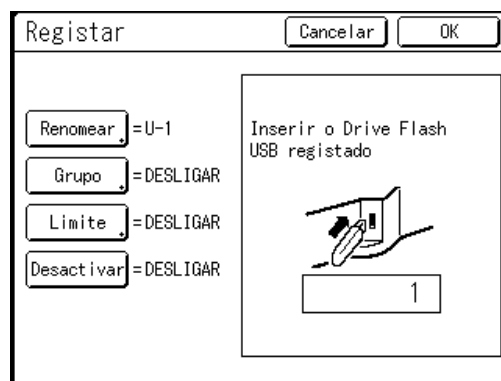 Registar
Cancelar
OK
Renomear =U-1
Grupo =DESLIGAR
Limite =DESLIGAR
Desactivar =DESLIGAR
Inserir o Drive Flash
USB registado
1